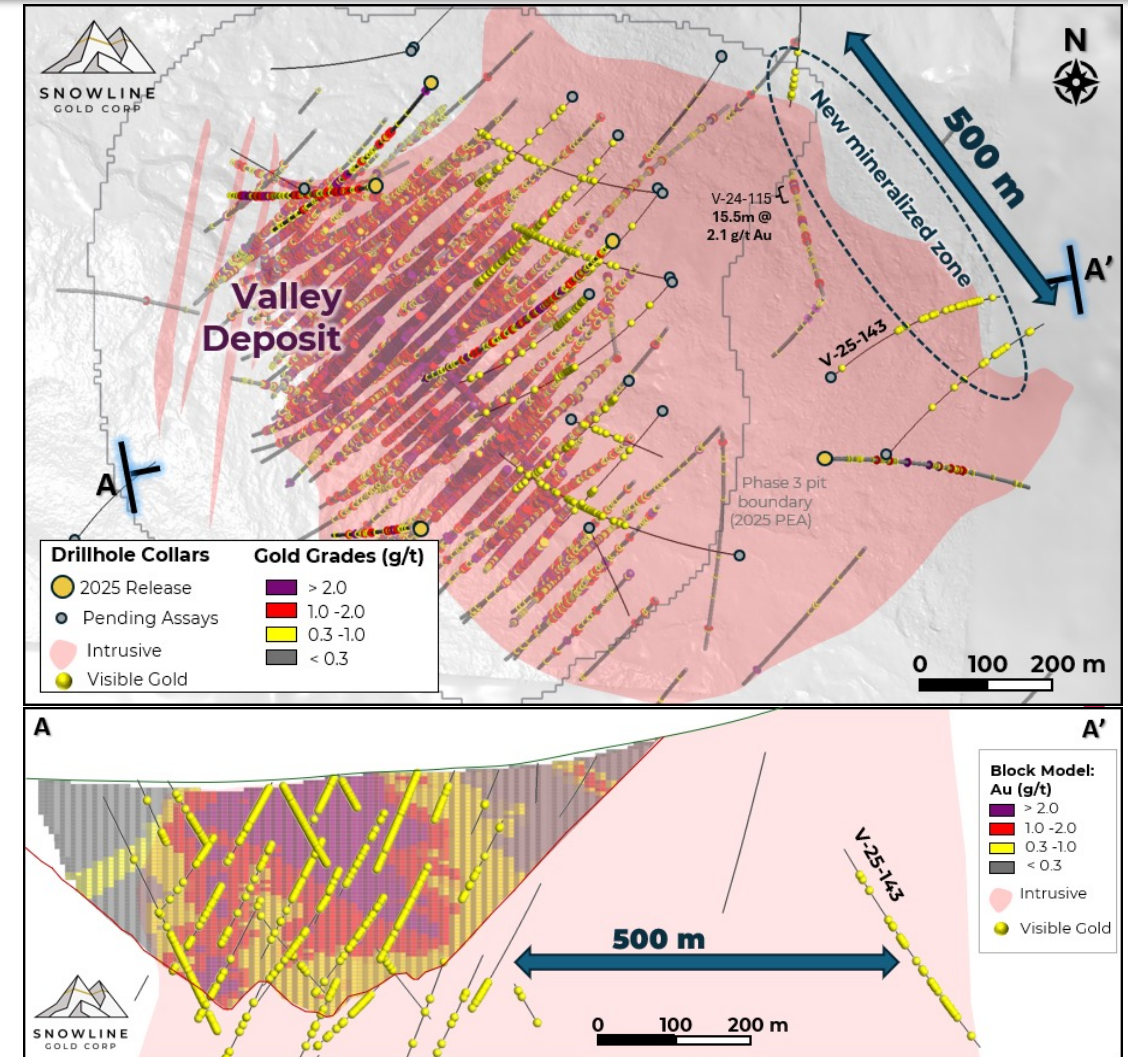 SNOWLINE
GOLD CORP
N
500 m
New mineralized zone
V-24-115
15.5m @
2.1 g/t Au
A'
Valley
Deposit
V-25-143
A
Phase 3 pit
boundary
(2025 PEA)
Drillhole Collars
2025 Release
Pending Assays
Intrusive
Visible Gold
Gold Grades (g/t)
> 2.0
1.0 -2.0
0.3 -1.0
< 0.3
0 100 200 m
A
A'
Block Model:
Au (g/t)
> 2.0
1.0 -2.0
0.3 -1.0
< 0.3
Intrusive
Visible Gold
V-25-143
500 m
SNOWLINE
GOLD CORP
0 100 200 m